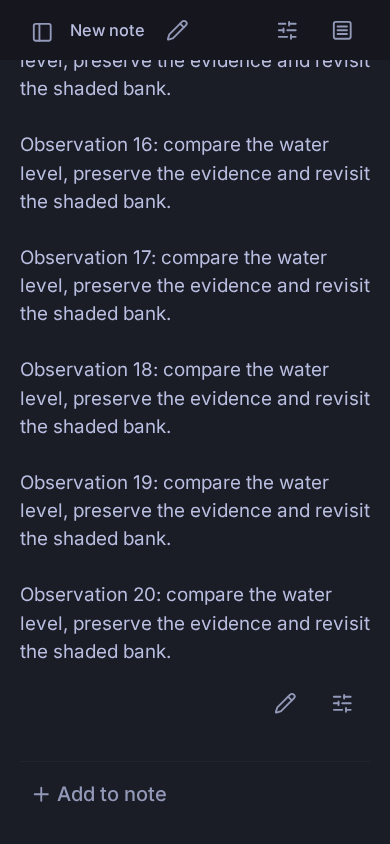 New note
level, preserve the evidence and revisit
the shaded bank.
Observation 16: compare the water
level, preserve the evidence and revisit
the shaded bank.
Observation 17: compare the water
level, preserve the evidence and revisit
the shaded bank.
Observation 18: compare the water
level, preserve the evidence and revisit
the shaded bank.
Observation 19: compare the water
level, preserve the evidence and revisit
the shaded bank.
Observation 20: compare the water
level, preserve the evidence and revisit
the shaded bank.
Add to note